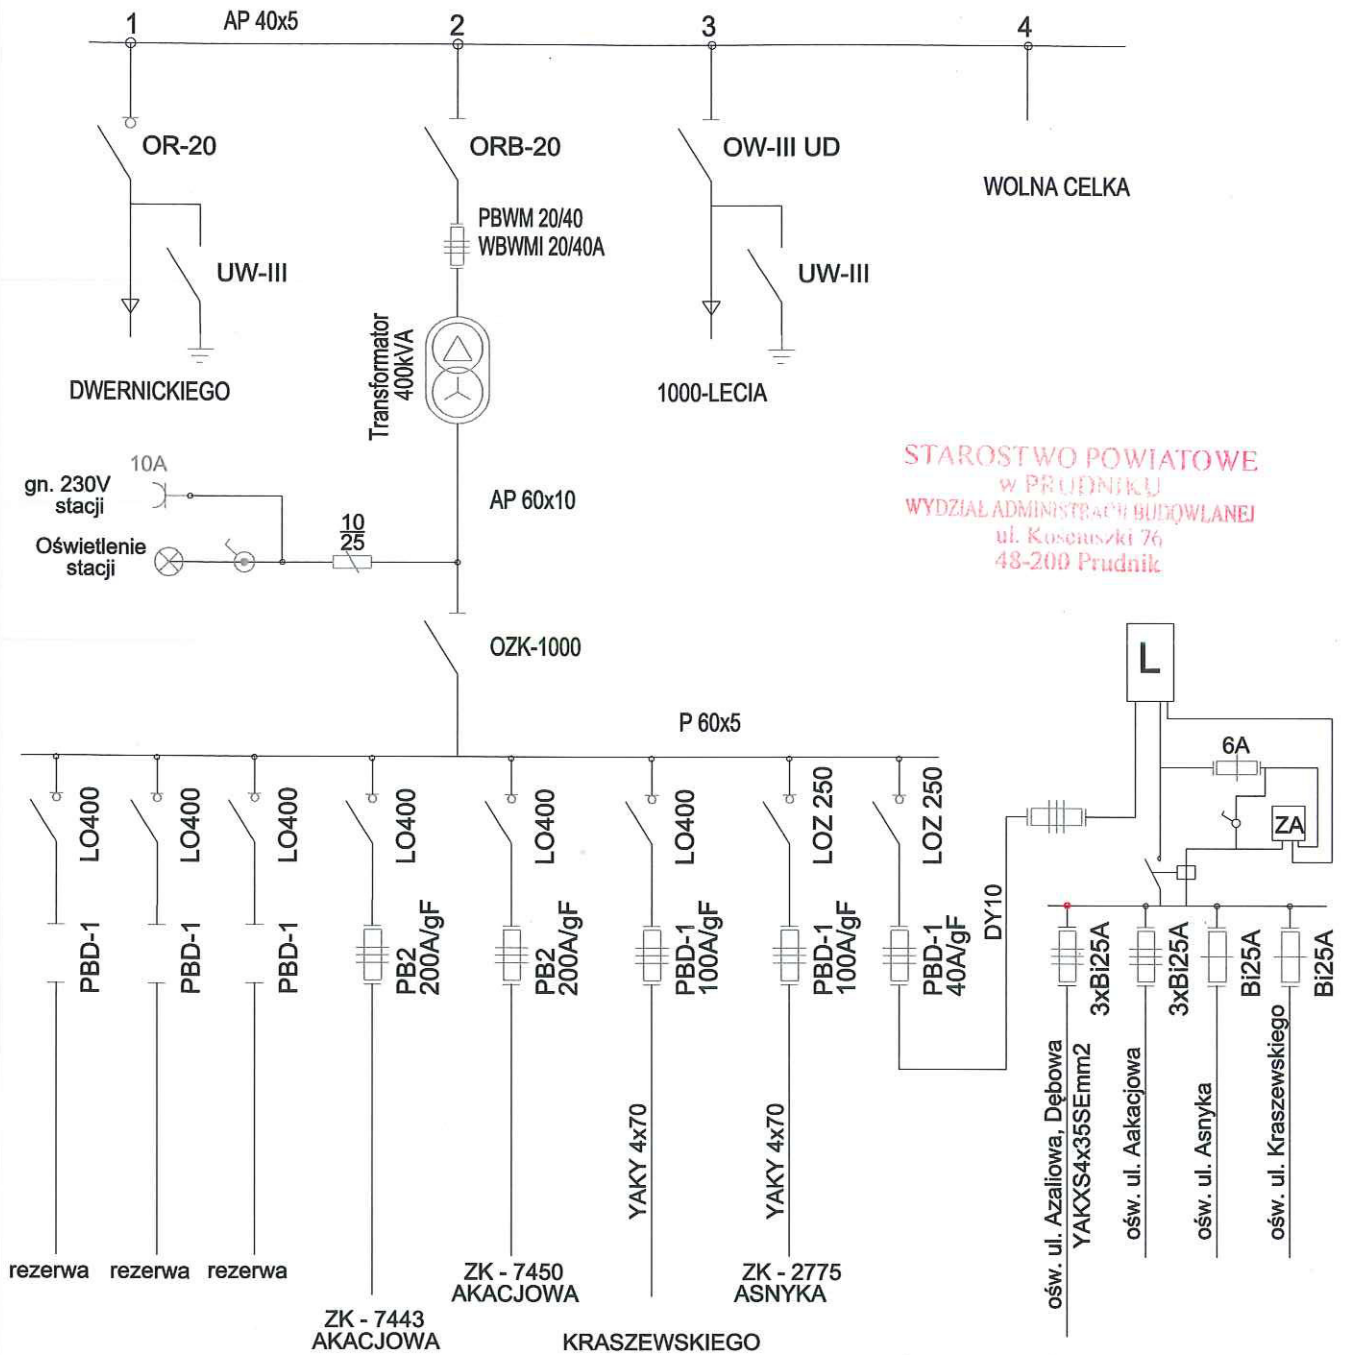 1
AP 40x5
2
3
4
OR-20
ORB-20
OW-III UD
WOLNA CELKA
PBWM 20/40
WBWMI 20/40A
UW-III
UW-III
Transformator
400kVA
DWERNICKIEGO
1000-LECIA
10A
gn. 230V
stacji
AP 60x10
10
25
Oświetlenie
stacji
STAROSTWO POWIATOWE
w PRUDNIKU
WYDZIAŁ ADMINISTRACJI BUDOWLANEJ
ul. Kościuszki 76
48-200 Prudnik
OZK-1000
L
P 60x5
6A
ZA
LO400
LO400
LO400
LO400
LO400
LO400
LOZ 250
LOZ 250
PBD-1
PBD-1
PBD-1
PB2
200A/gF
PB2
200A/gF
PBD-1
100A/gF
PBD-1
100A/gF
PBD-1
40A/gF
DY10
3xBi25A
3xBi25A
Bi25A
Bi25A
YAKY 4x70
YAKY 4x70
ośw. ul. Azaliowa, Dębowa
YAKXS4x35SEmm2
ośw. ul. Aakacjowa
ośw. ul. Asnyka
ośw. ul. Kraszewskiego
rezerwa
rezerwa
rezerwa
ZK - 7443
AKACJOWA
ZK - 7450
AKACJOWA
KRASZEWSKIEGO
ZK - 2775
ASNYKA